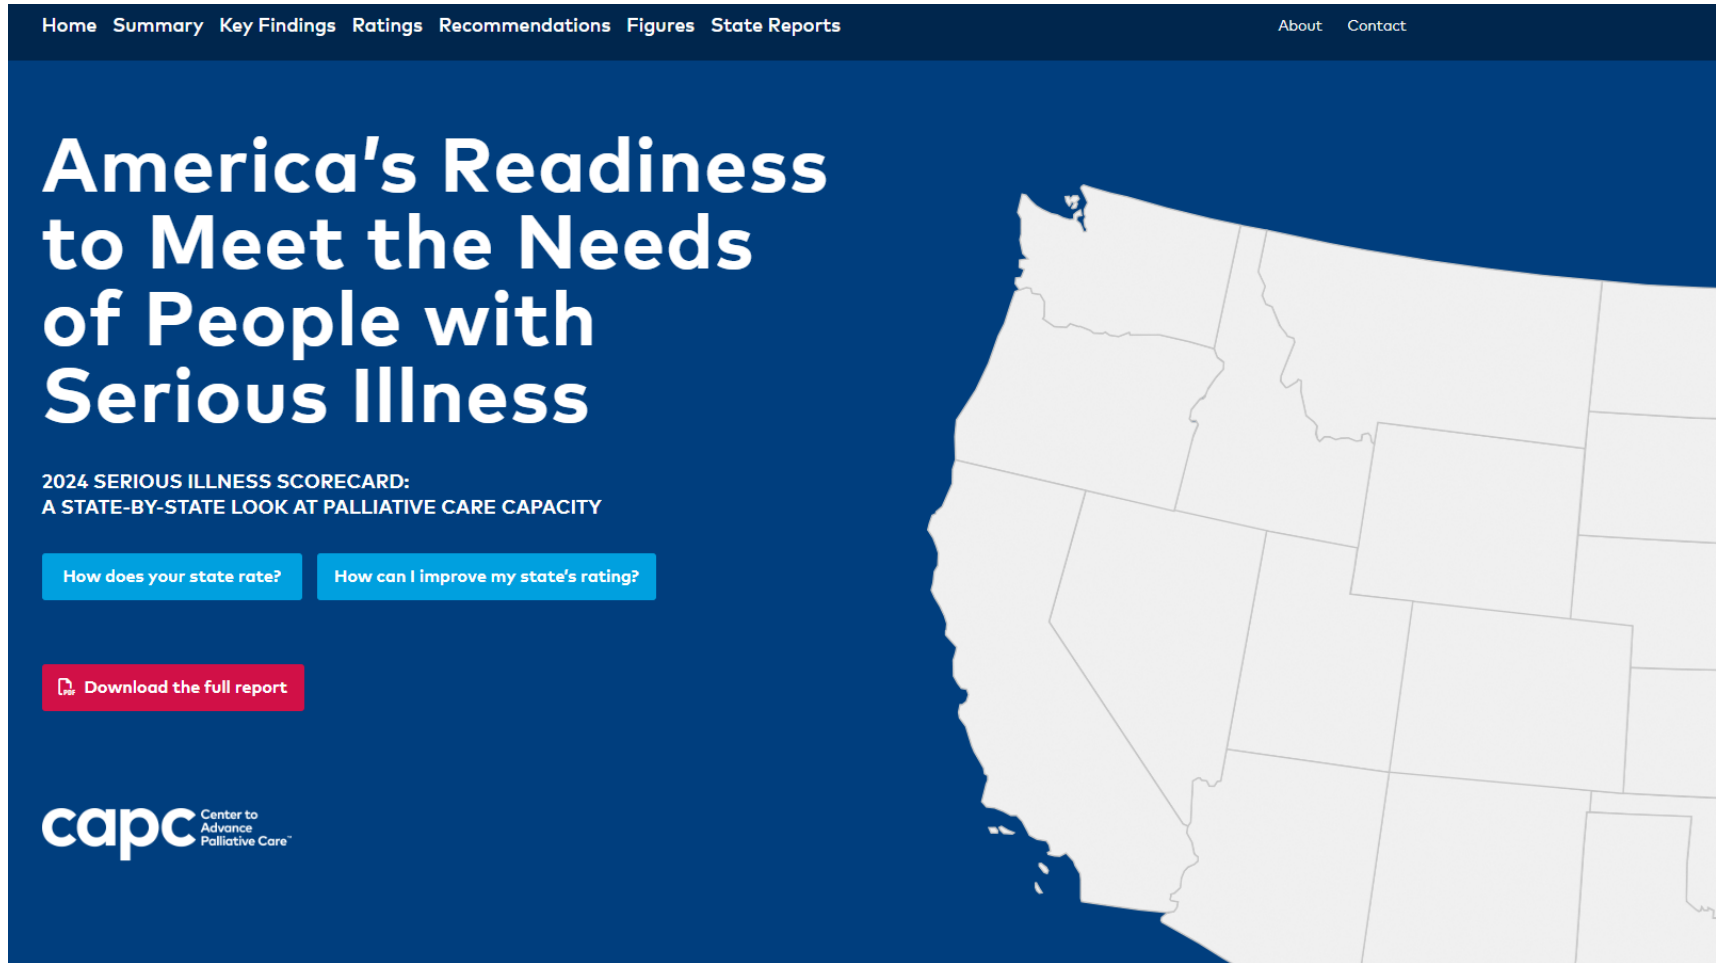 Home Summary Key Findings Ratings Recommendations Figures State Reports About Contact
America’s Readiness
to Meet the Needs
of People with
Serious Illness
2024 SERIOUS ILLNESS SCORECARD:
A STATE-BY-STATE LOOK AT PALLIATIVE CARE CAPACITY
How does your state rate? How can I improve my state’s rating?
PDF Download the full report
capc Center to
Advance
Palliative Care™